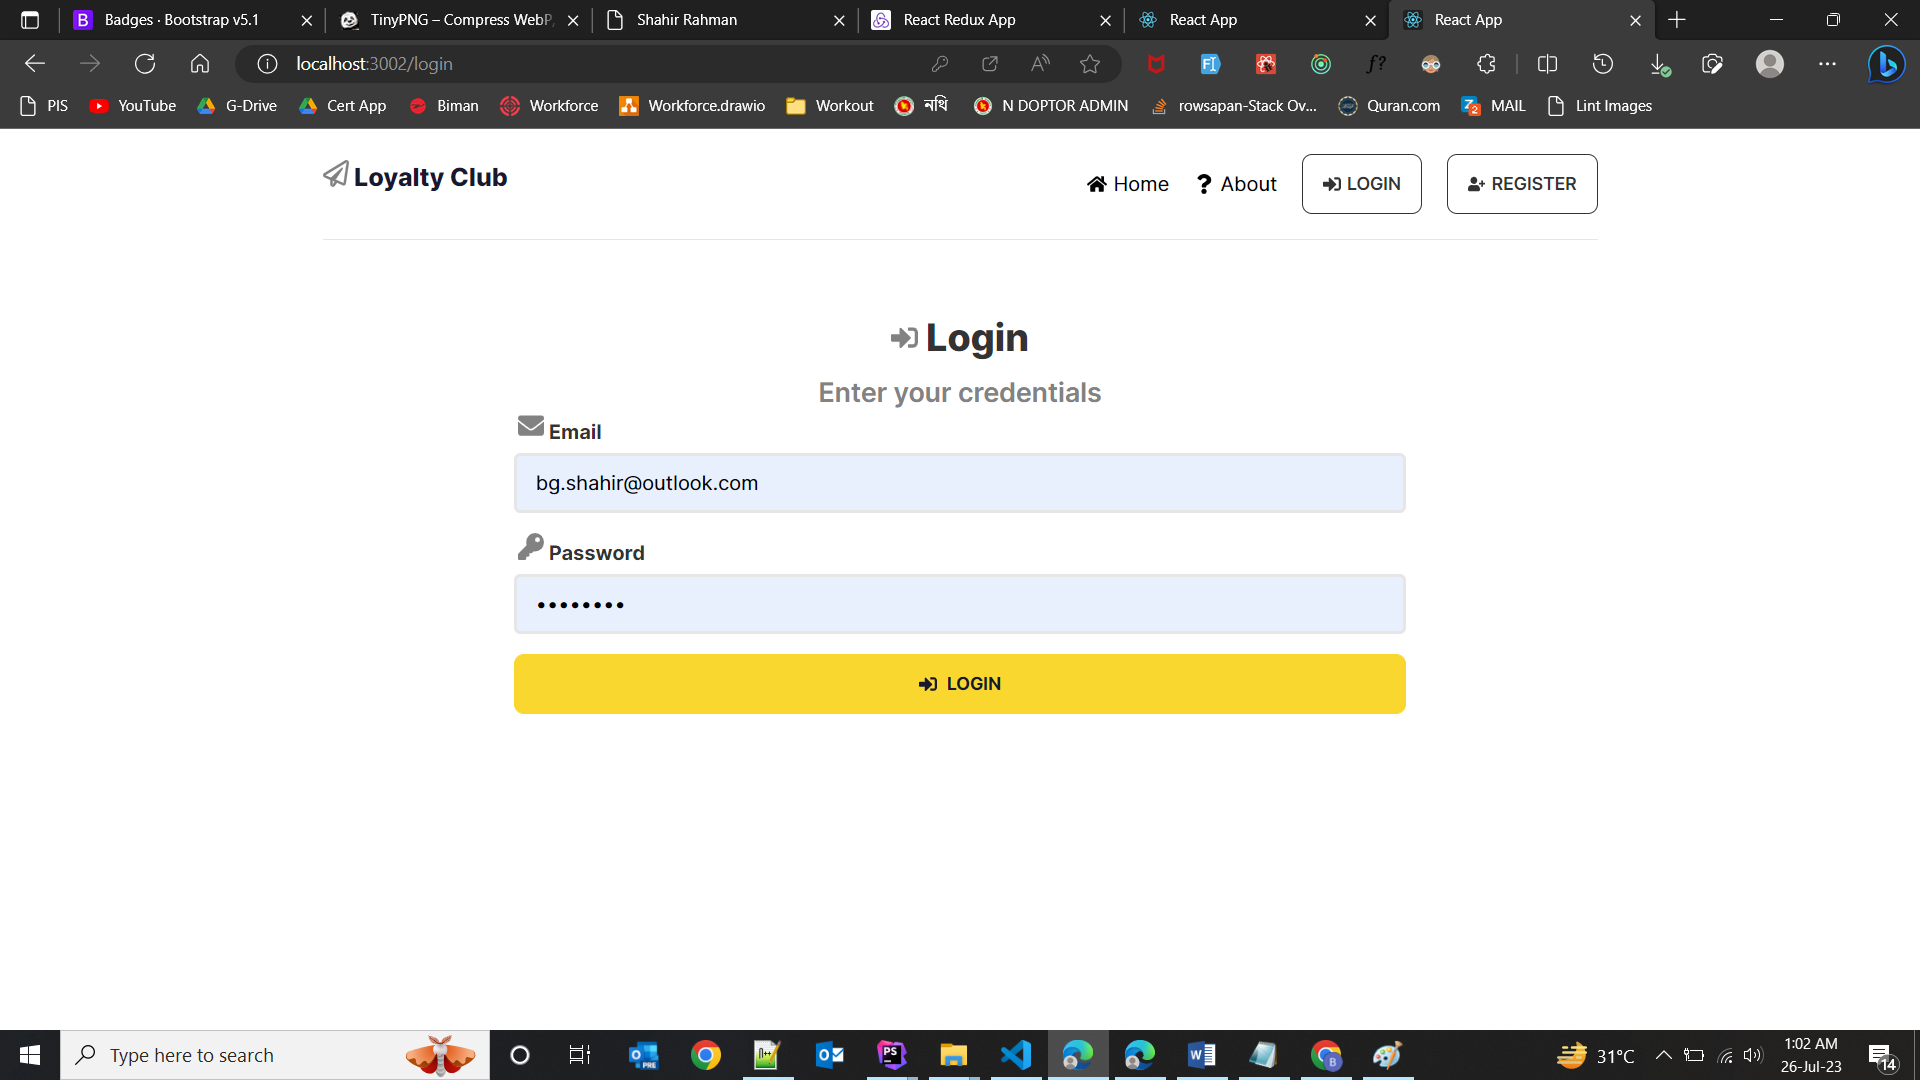 Badges · Bootstrap v5.1
TinyPNG – Compress WebP,
Shahir Rahman
React Redux App
React App
React App
localhost:3002/login
PIS
YouTube
G-Drive
Cert App
Biman
Workforce
Workforce.drawio
Workout
নথি
N DOPTOR ADMIN
rowsapan-Stack Ov...
Quran.com
MAIL
Lint Images
Loyalty Club
Home
About
LOGIN
REGISTER
Login
Enter your credentials
Email
bg.shahir@outlook.com
Password
••••••••
LOGIN
Type here to search
31°C
1:02 AM
26-Jul-23
14